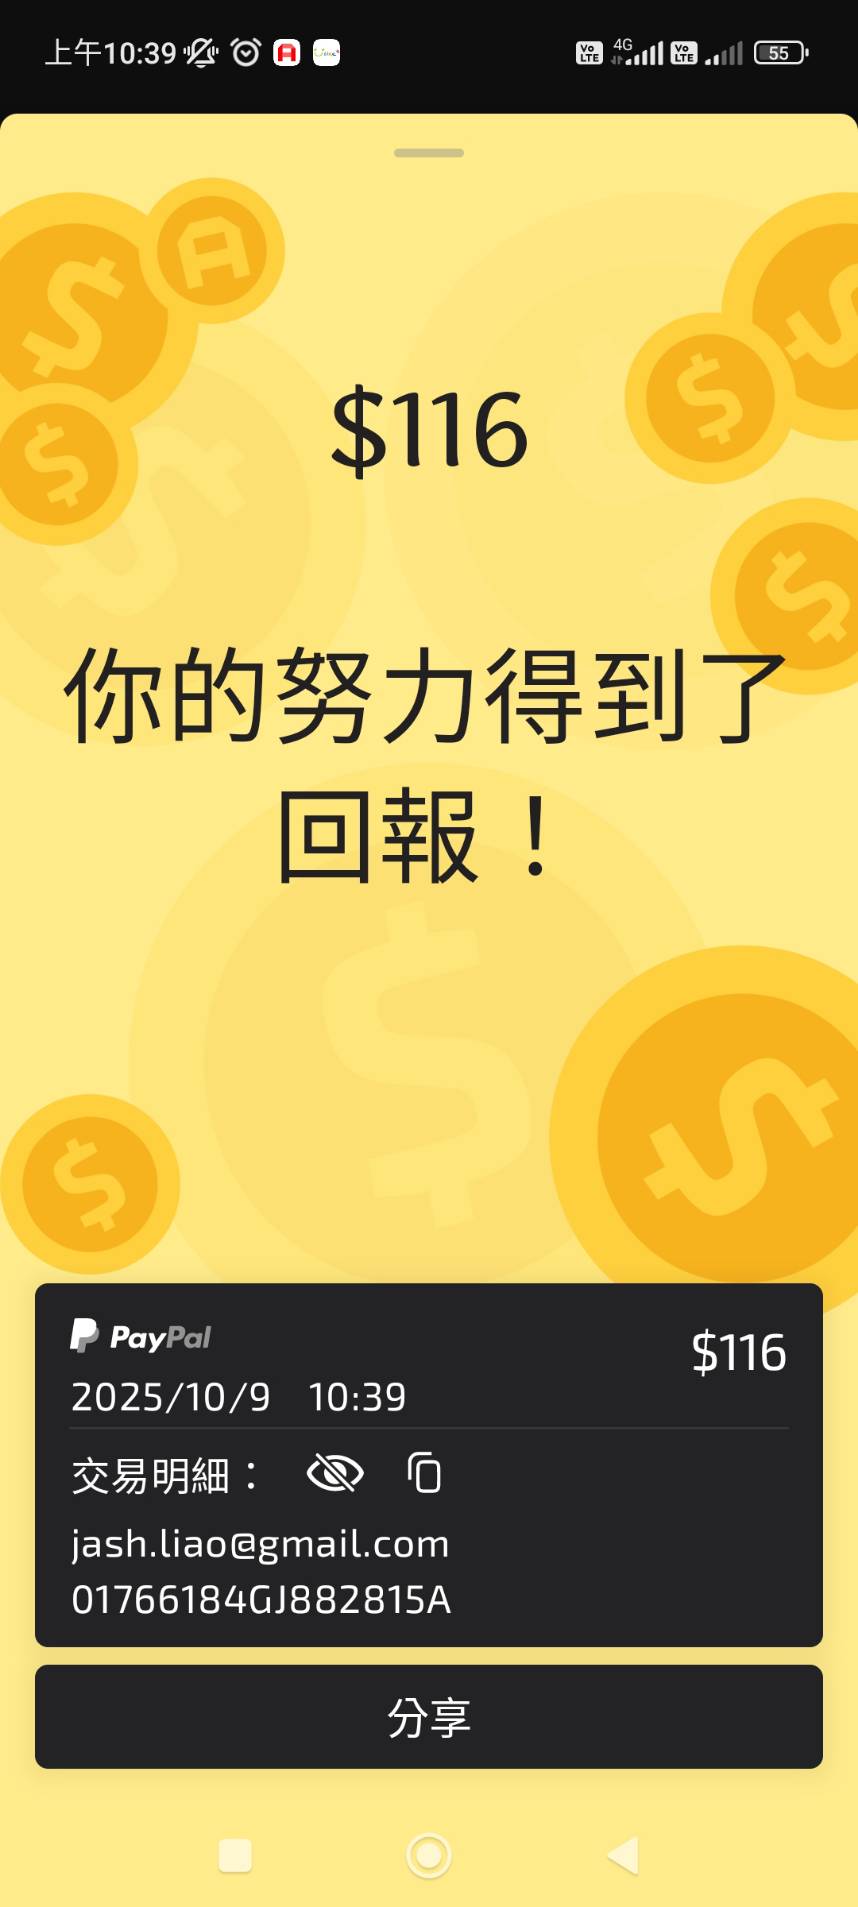 上午10:39
Vo LTE 4G Vo LTE 55
$116
你的努力得到了
回報！
PayPal
$116
2025/10/9 10:39
交易明細：
jash.liao@gmail.com
01766184GJ882815A
分享